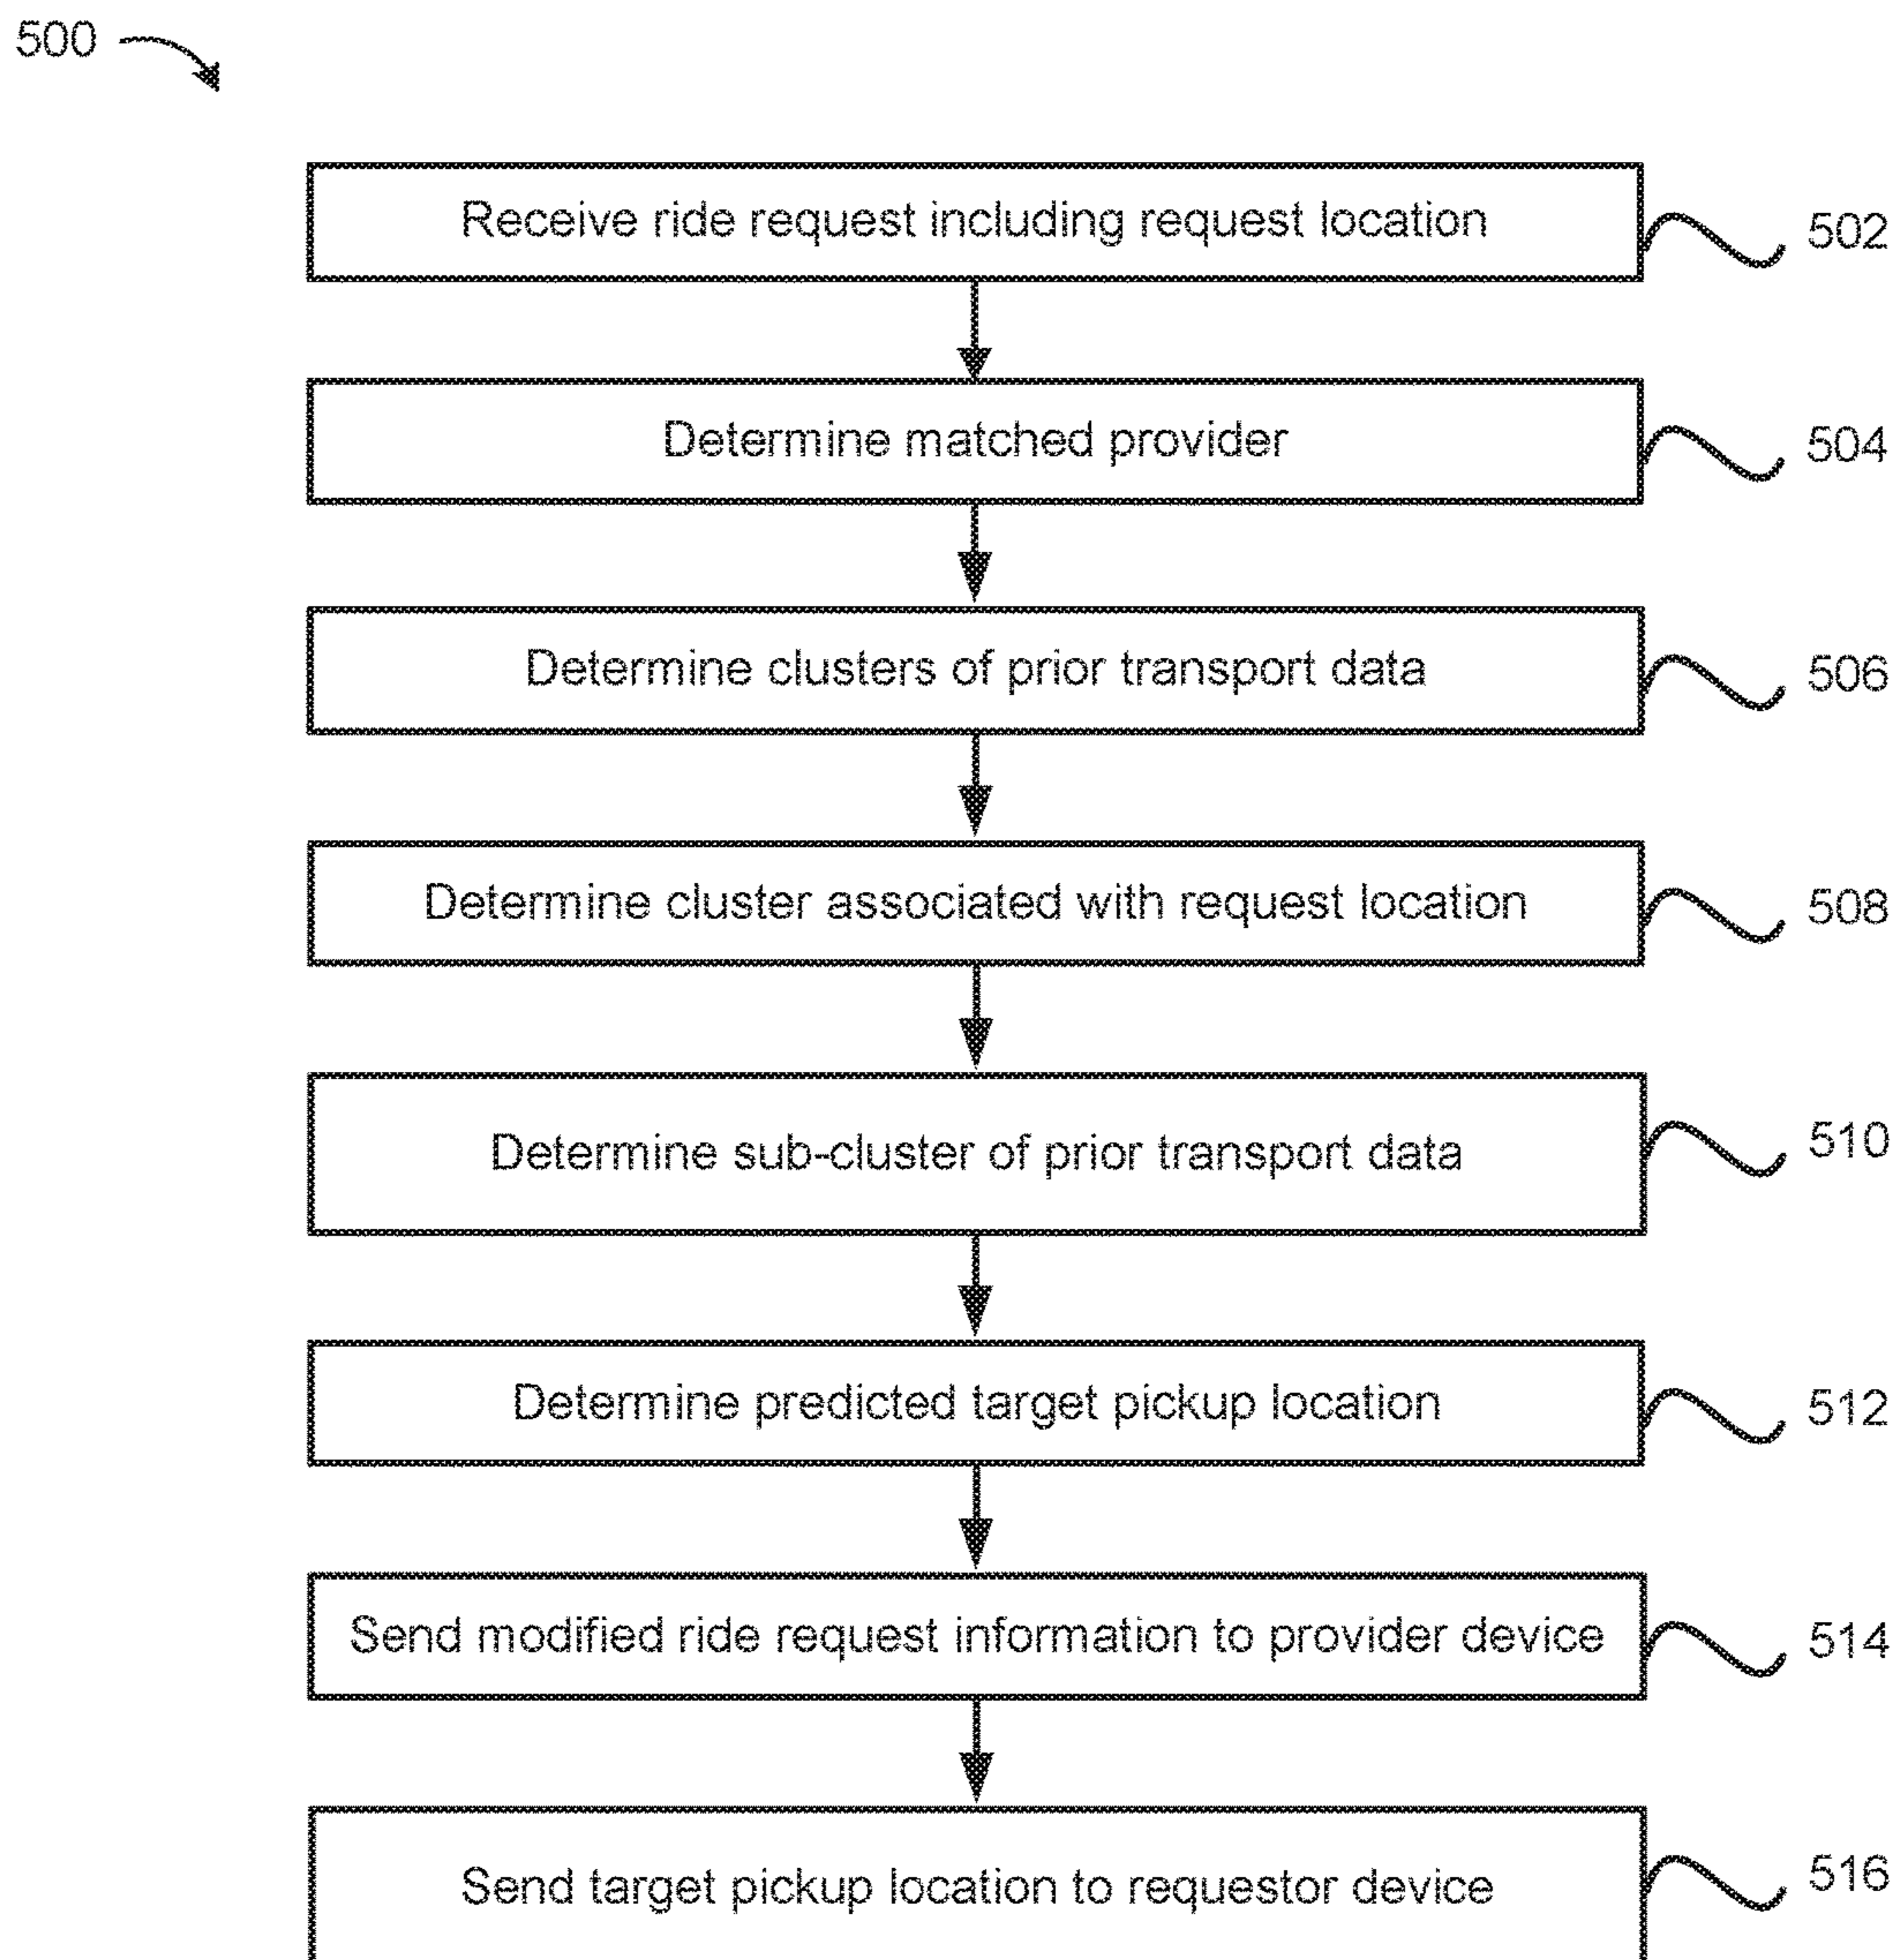 500
Receive ride request including request location
502
Determine matched provider
504
Determine clusters of prior transport data
506
Determine cluster associated with request location
508
Determine sub-cluster of prior transport data
510
Determine predicted target pickup location
512
Send modified ride request information to provider device
514
Send target pickup location to requestor device
516